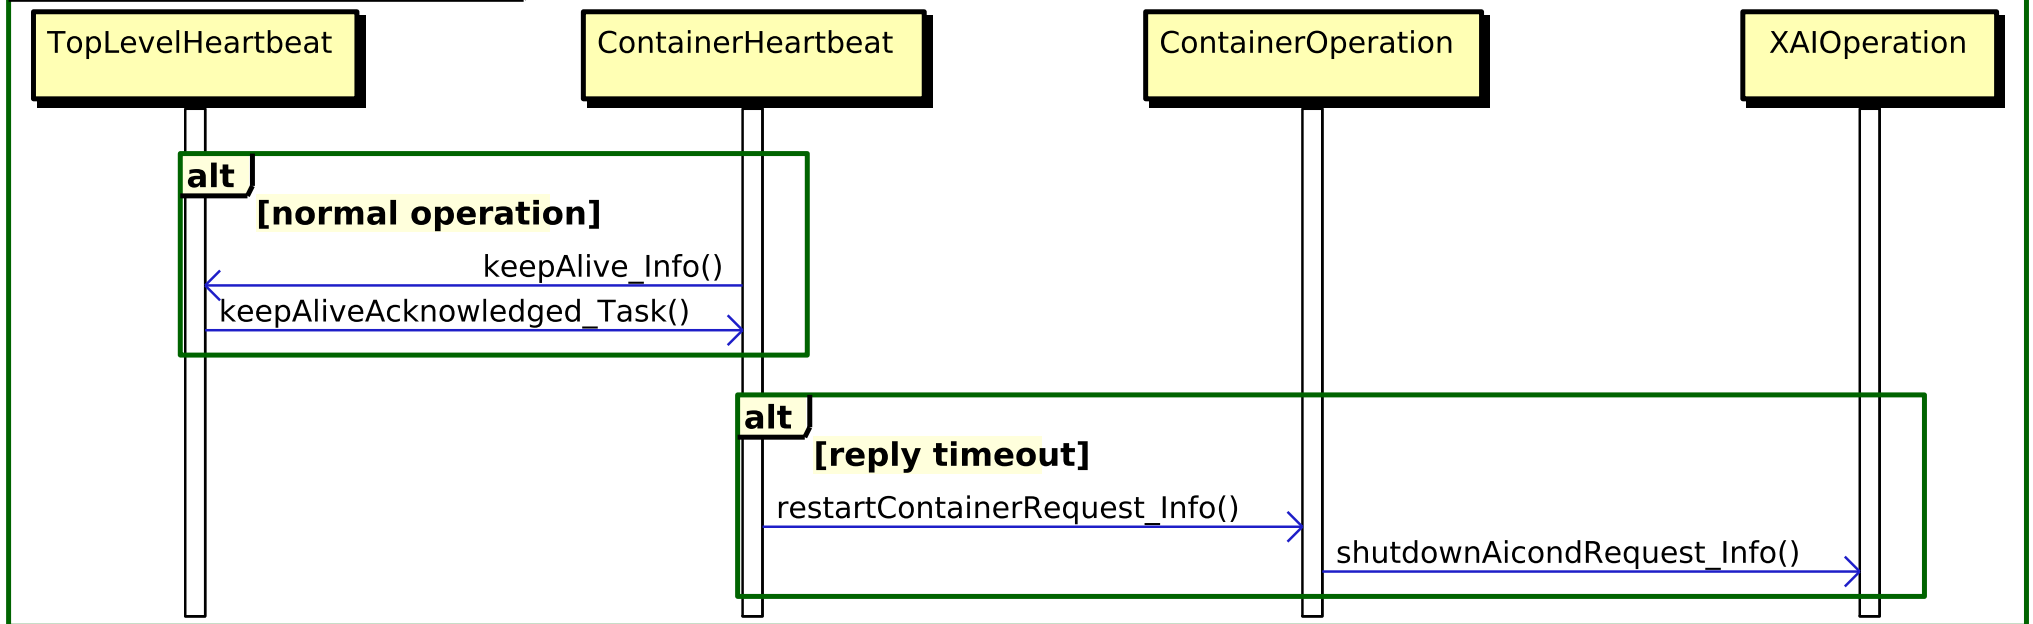 TopLevelHeartbeat
ContainerHeartbeat
ContainerOperation
XAIOperation
alt
[normal operation]
keepAlive_Info()
keepAliveAcknowledged_Task()
alt
[reply timeout]
restartContainerRequest_Info()
shutdownAicondRequest_Info()